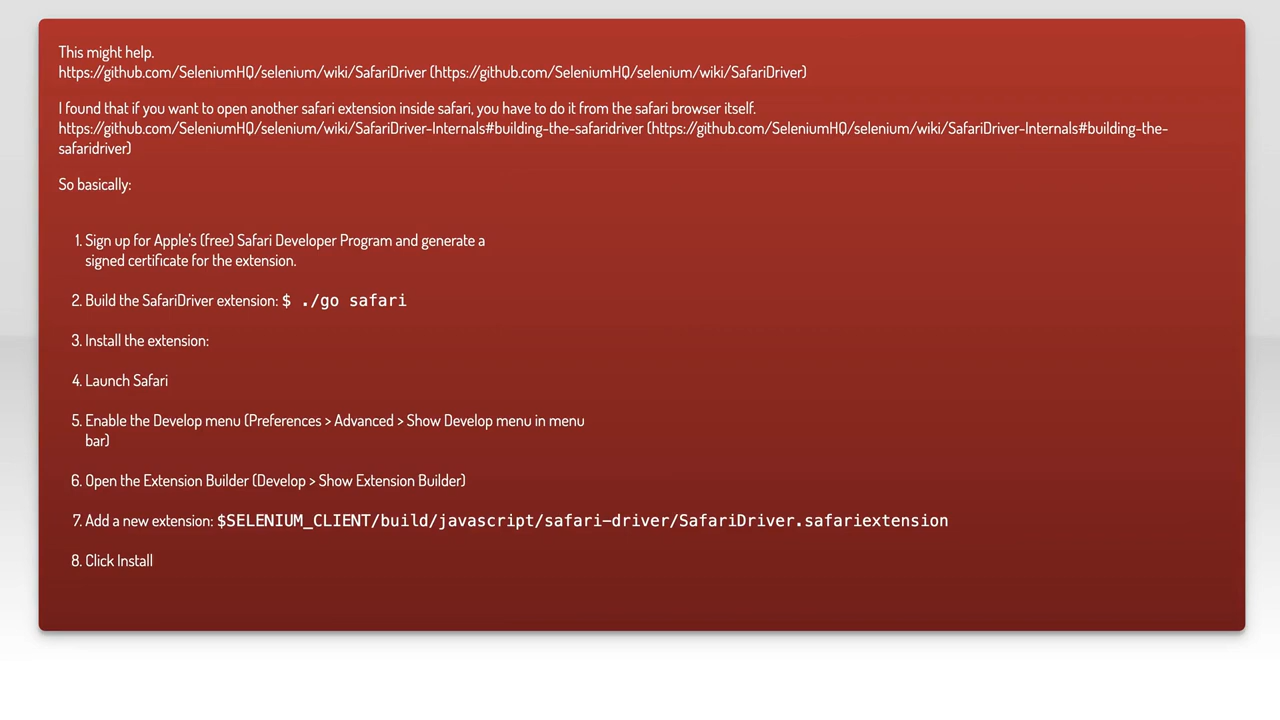 This might help.
https://github.com/SeleniumHQ/selenium/wiki/SafariDriver (https://github.com/SeleniumHQ/selenium/wiki/SafariDriver)
I found that if you want to open another safari extension inside safari, you have to do it from the safari browser itself.
https://github.com/SeleniumHQ/selenium/wiki/SafariDriver-Internals#building-the-safaridriver (https://github.com/SeleniumHQ/selenium/wiki/SafariDriver-Internals#building-the-
safaridriver)
So basically:
1. Sign up for Apple's (free) Safari Developer Program and generate a
signed certificate for the extension.
2. Build the SafariDriver extension: $ ./go safari
3. Install the extension:
4. Launch Safari
5. Enable the Develop menu (Preferences > Advanced > Show Develop menu in menu
bar)
6. Open the Extension Builder (Develop > Show Extension Builder)
7. Add a new extension: $SELENIUM_CLIENT/build/javascript/safari-driver/SafariDriver.safariextension
8. Click Install